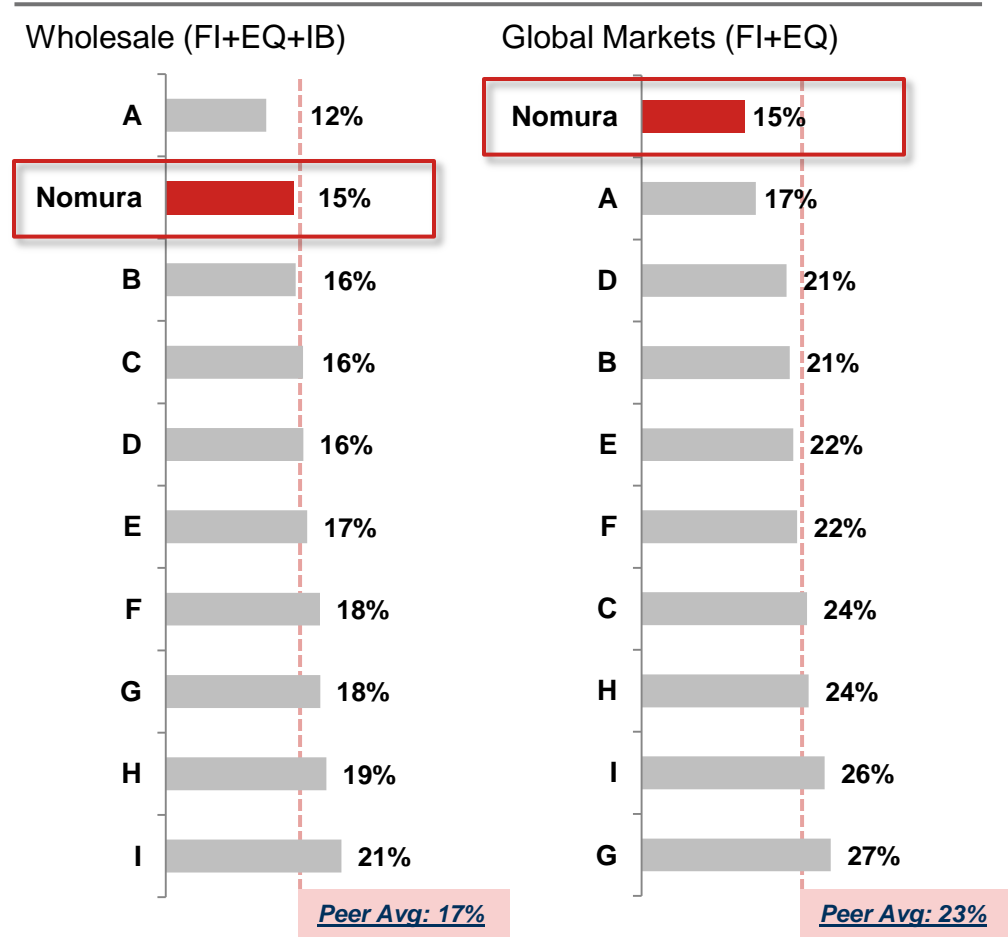 Wholesale (FI+EQ+IB)
A 12%
Nomura 15%
B 16%
C 16%
D 16%
E 17%
F 18%
G 18%
H 19%
I 21%
Peer Avg: 17%
Global Markets (FI+EQ)
Nomura 15%
A 17%
D 21%
B 21%
E 22%
F 22%
C 24%
H 24%
I 26%
G 27%
Peer Avg: 23%